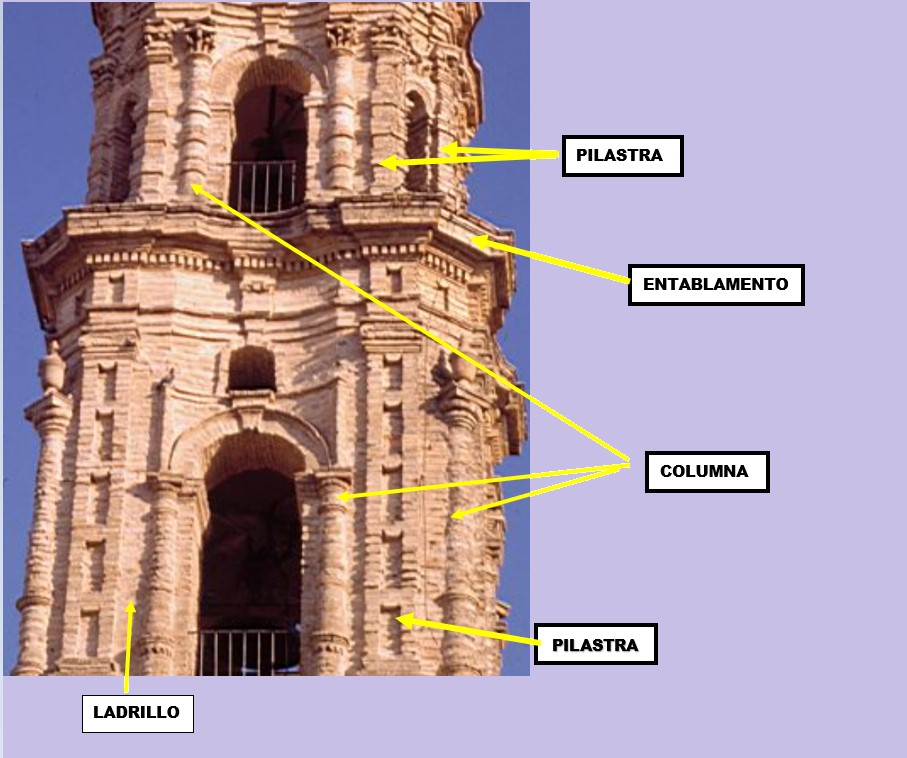 PILASTRA
ENTABLAMENTO
COLUMNA
PILASTRA
LADRILLO